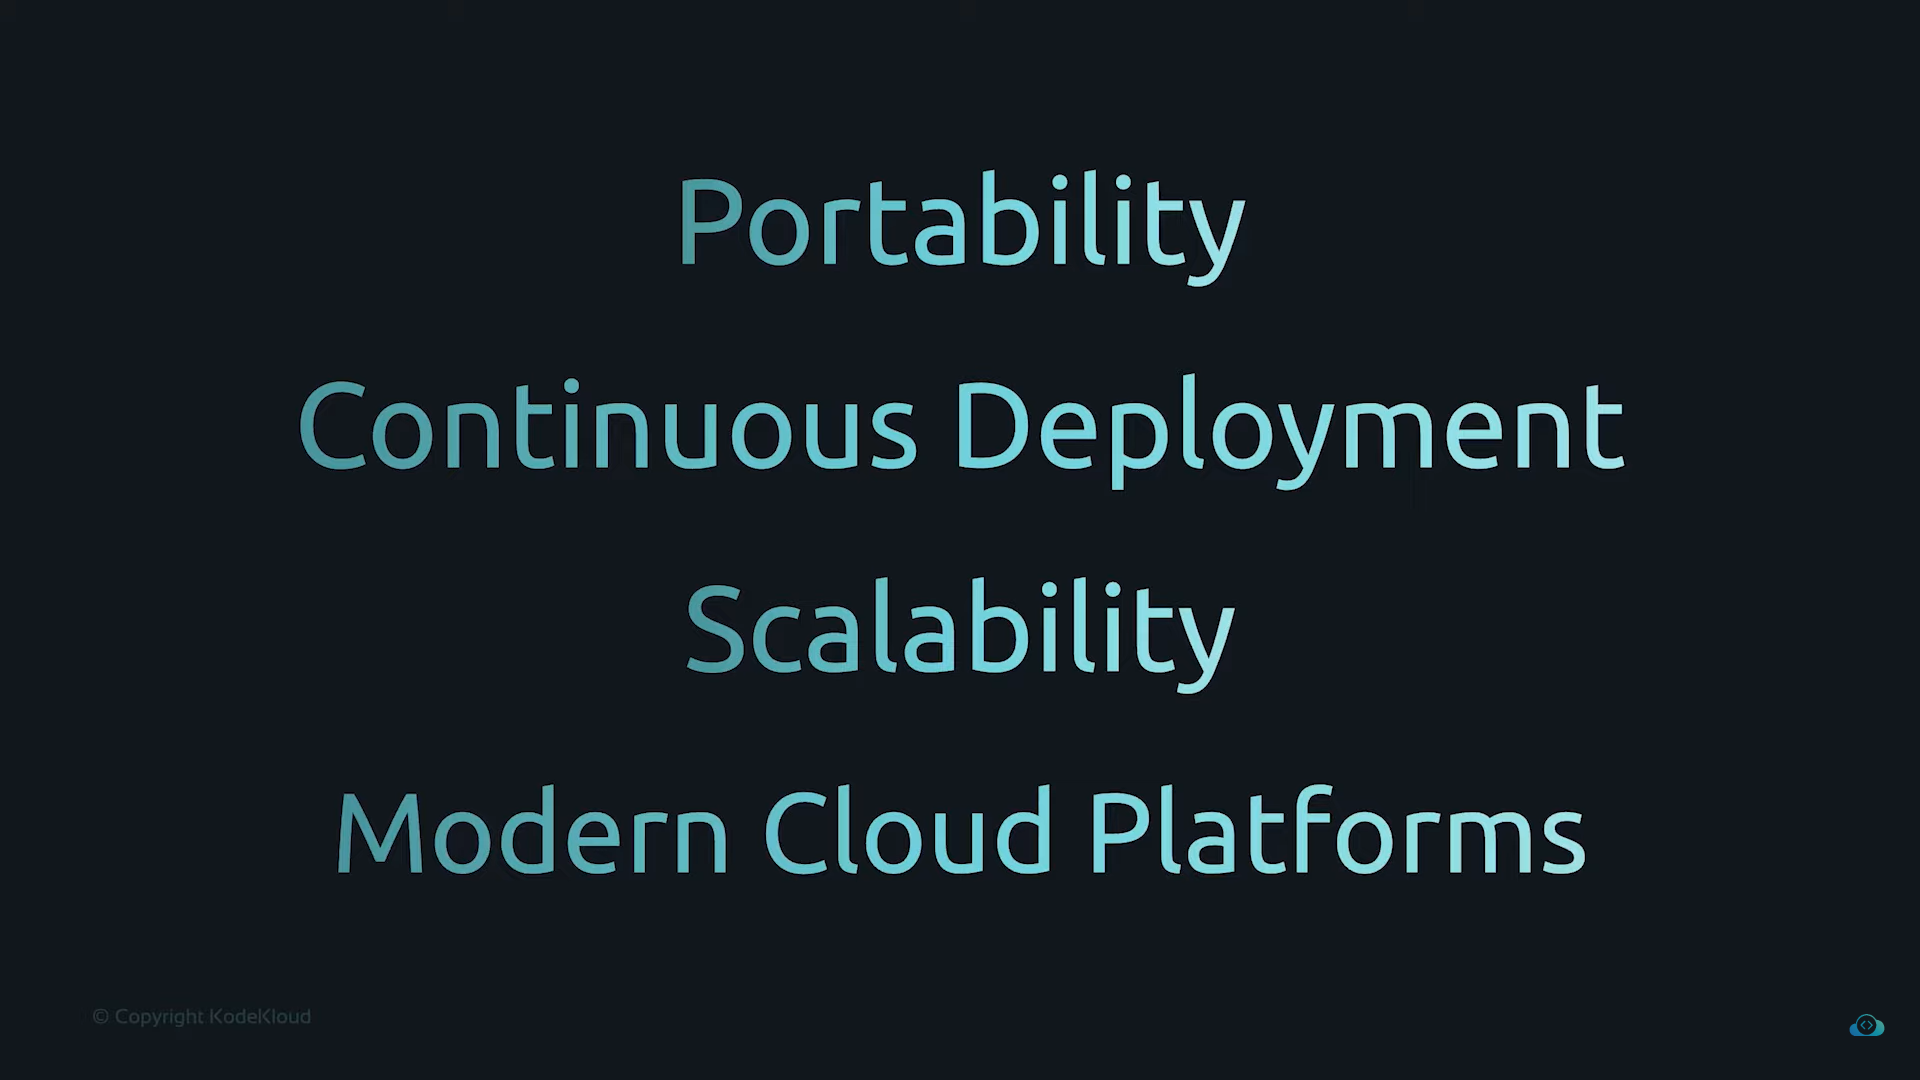 Portability
Continuous Deployment
Scalability
Modern Cloud Platforms
© Copyright KodeKloud